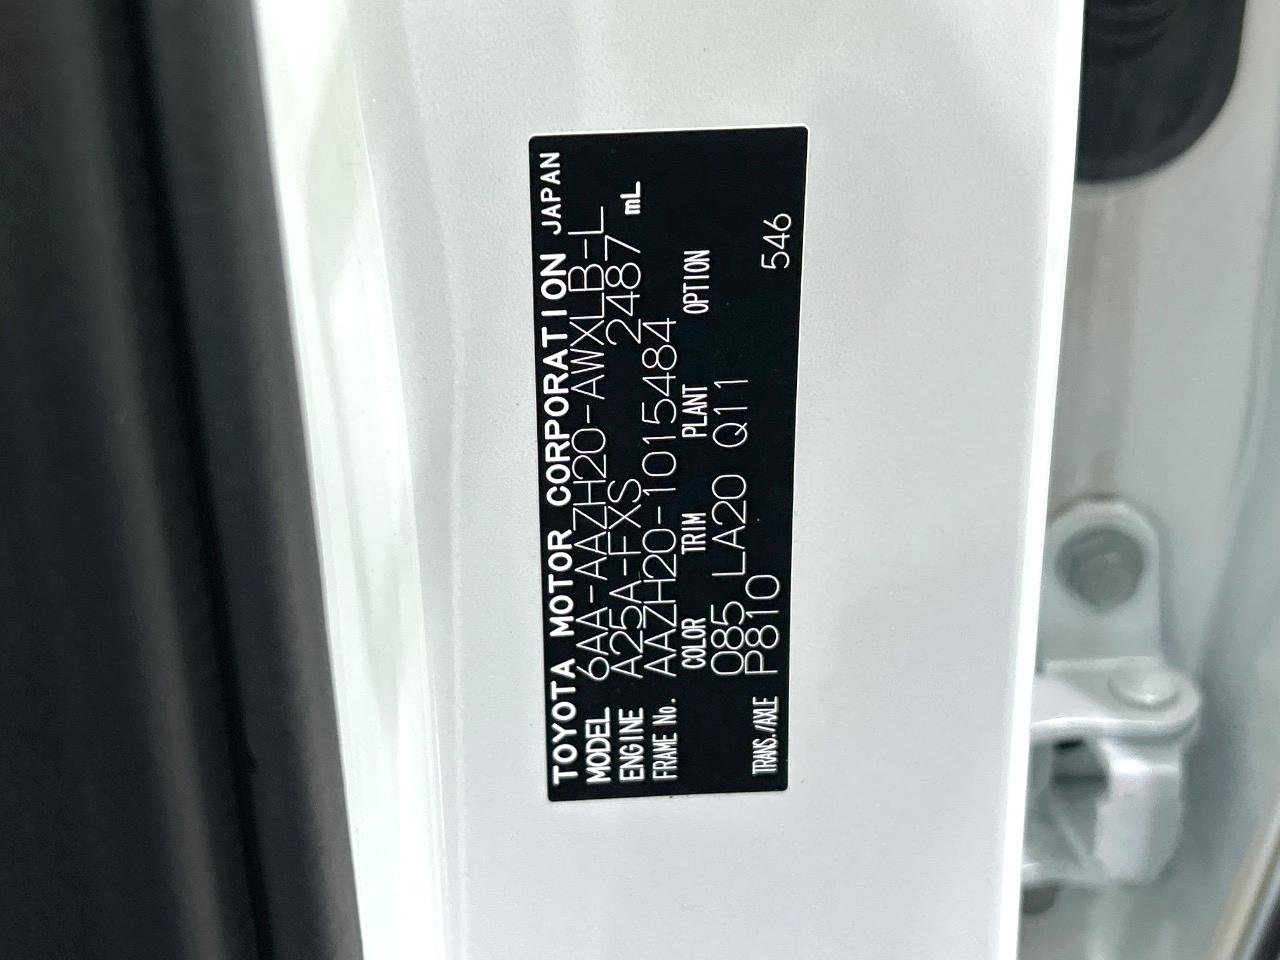 TOYOTA MOTOR CORPORATION JAPAN
MODEL 6AA-AAZH20-AWXLB-L
ENGINE A25A-FXS 2487 mL
FRAME No. AAZH20-1015484
COLOR TRIM PLANT OPTION
085 LA20 Q11
TRANS./AXLE P810 546